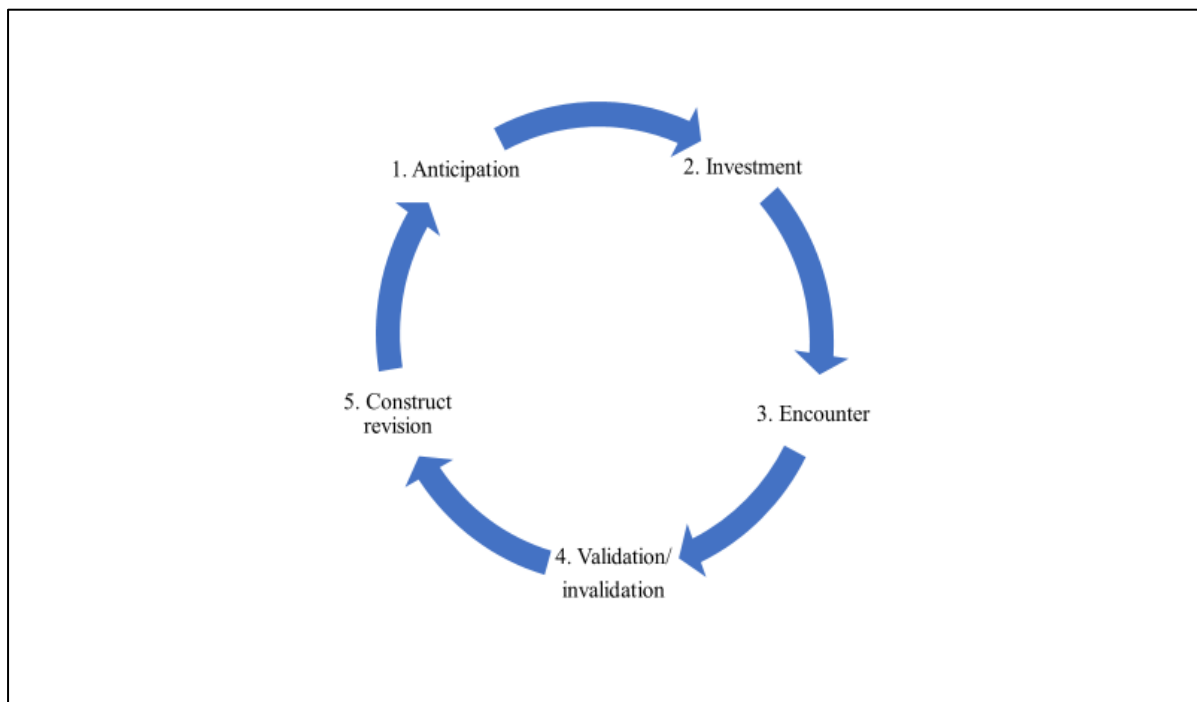 1. Anticipation
2. Investment
3. Encounter
4. Validation/
invalidation
5. Construct
revision